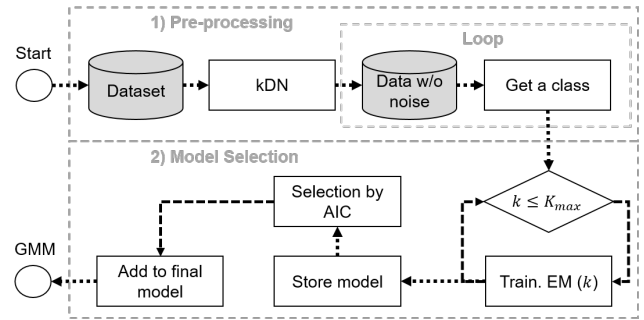 1) Pre-processing
Loop
Start
Dataset
kDN
Data w/o
noise
Get a class
2) Model Selection
Selection by
AIC
k ≤ K_max
GMM
Add to final
model
Store model
Train. EM (k)